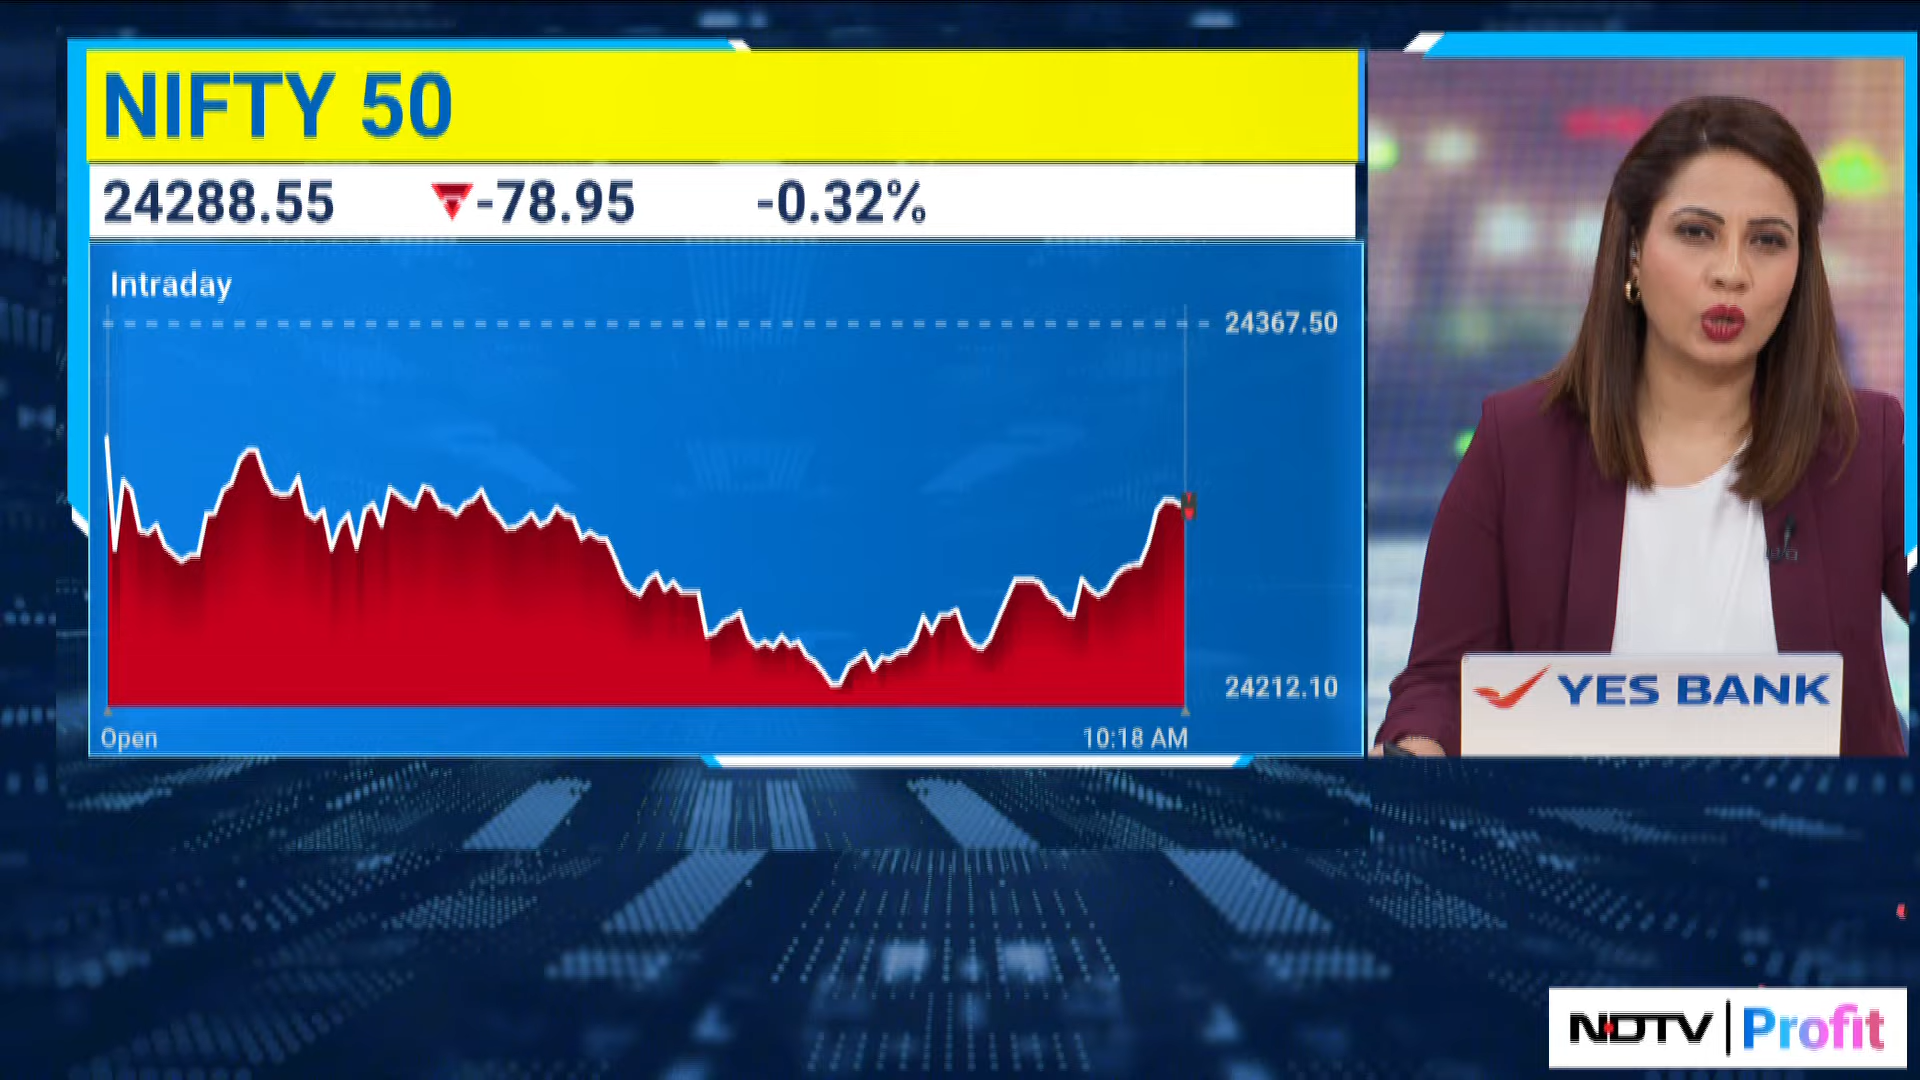 NIFTY 50
24288.55 -78.95 -0.32%
Intraday
24367.50
24212.10
Open 10:18 AM
YES BANK
NDTV Profit